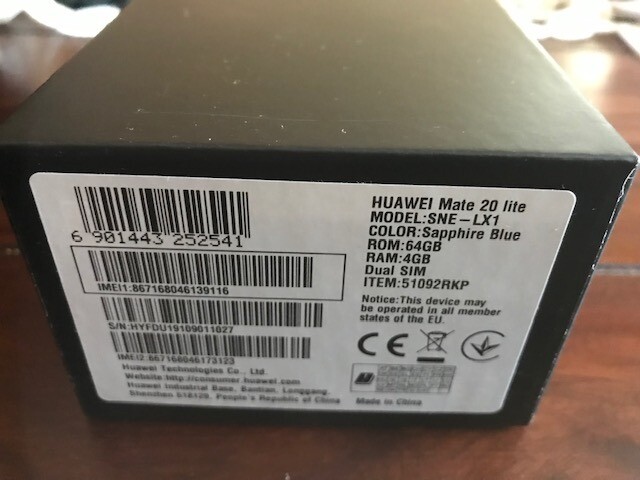 6 901443 252541
IMEI1:867168046139116
S/N:HYFDU19109011027
IMEI2:867168046173123
Huawei Technologies Co., Ltd.
Website:http://consumer.huawei.com
Huawei Industrial Base, Bantian, Longgang,
Shenzhen 518129, People's Republic of China
HUAWEI Mate 20 lite
MODEL:SNE-LX1
COLOR:Sapphire Blue
ROM:64GB
RAM:4GB
Dual SIM
ITEM:51092RKP
Notice:This device may
be operated in all member
states of the EU.
CE
Made in China